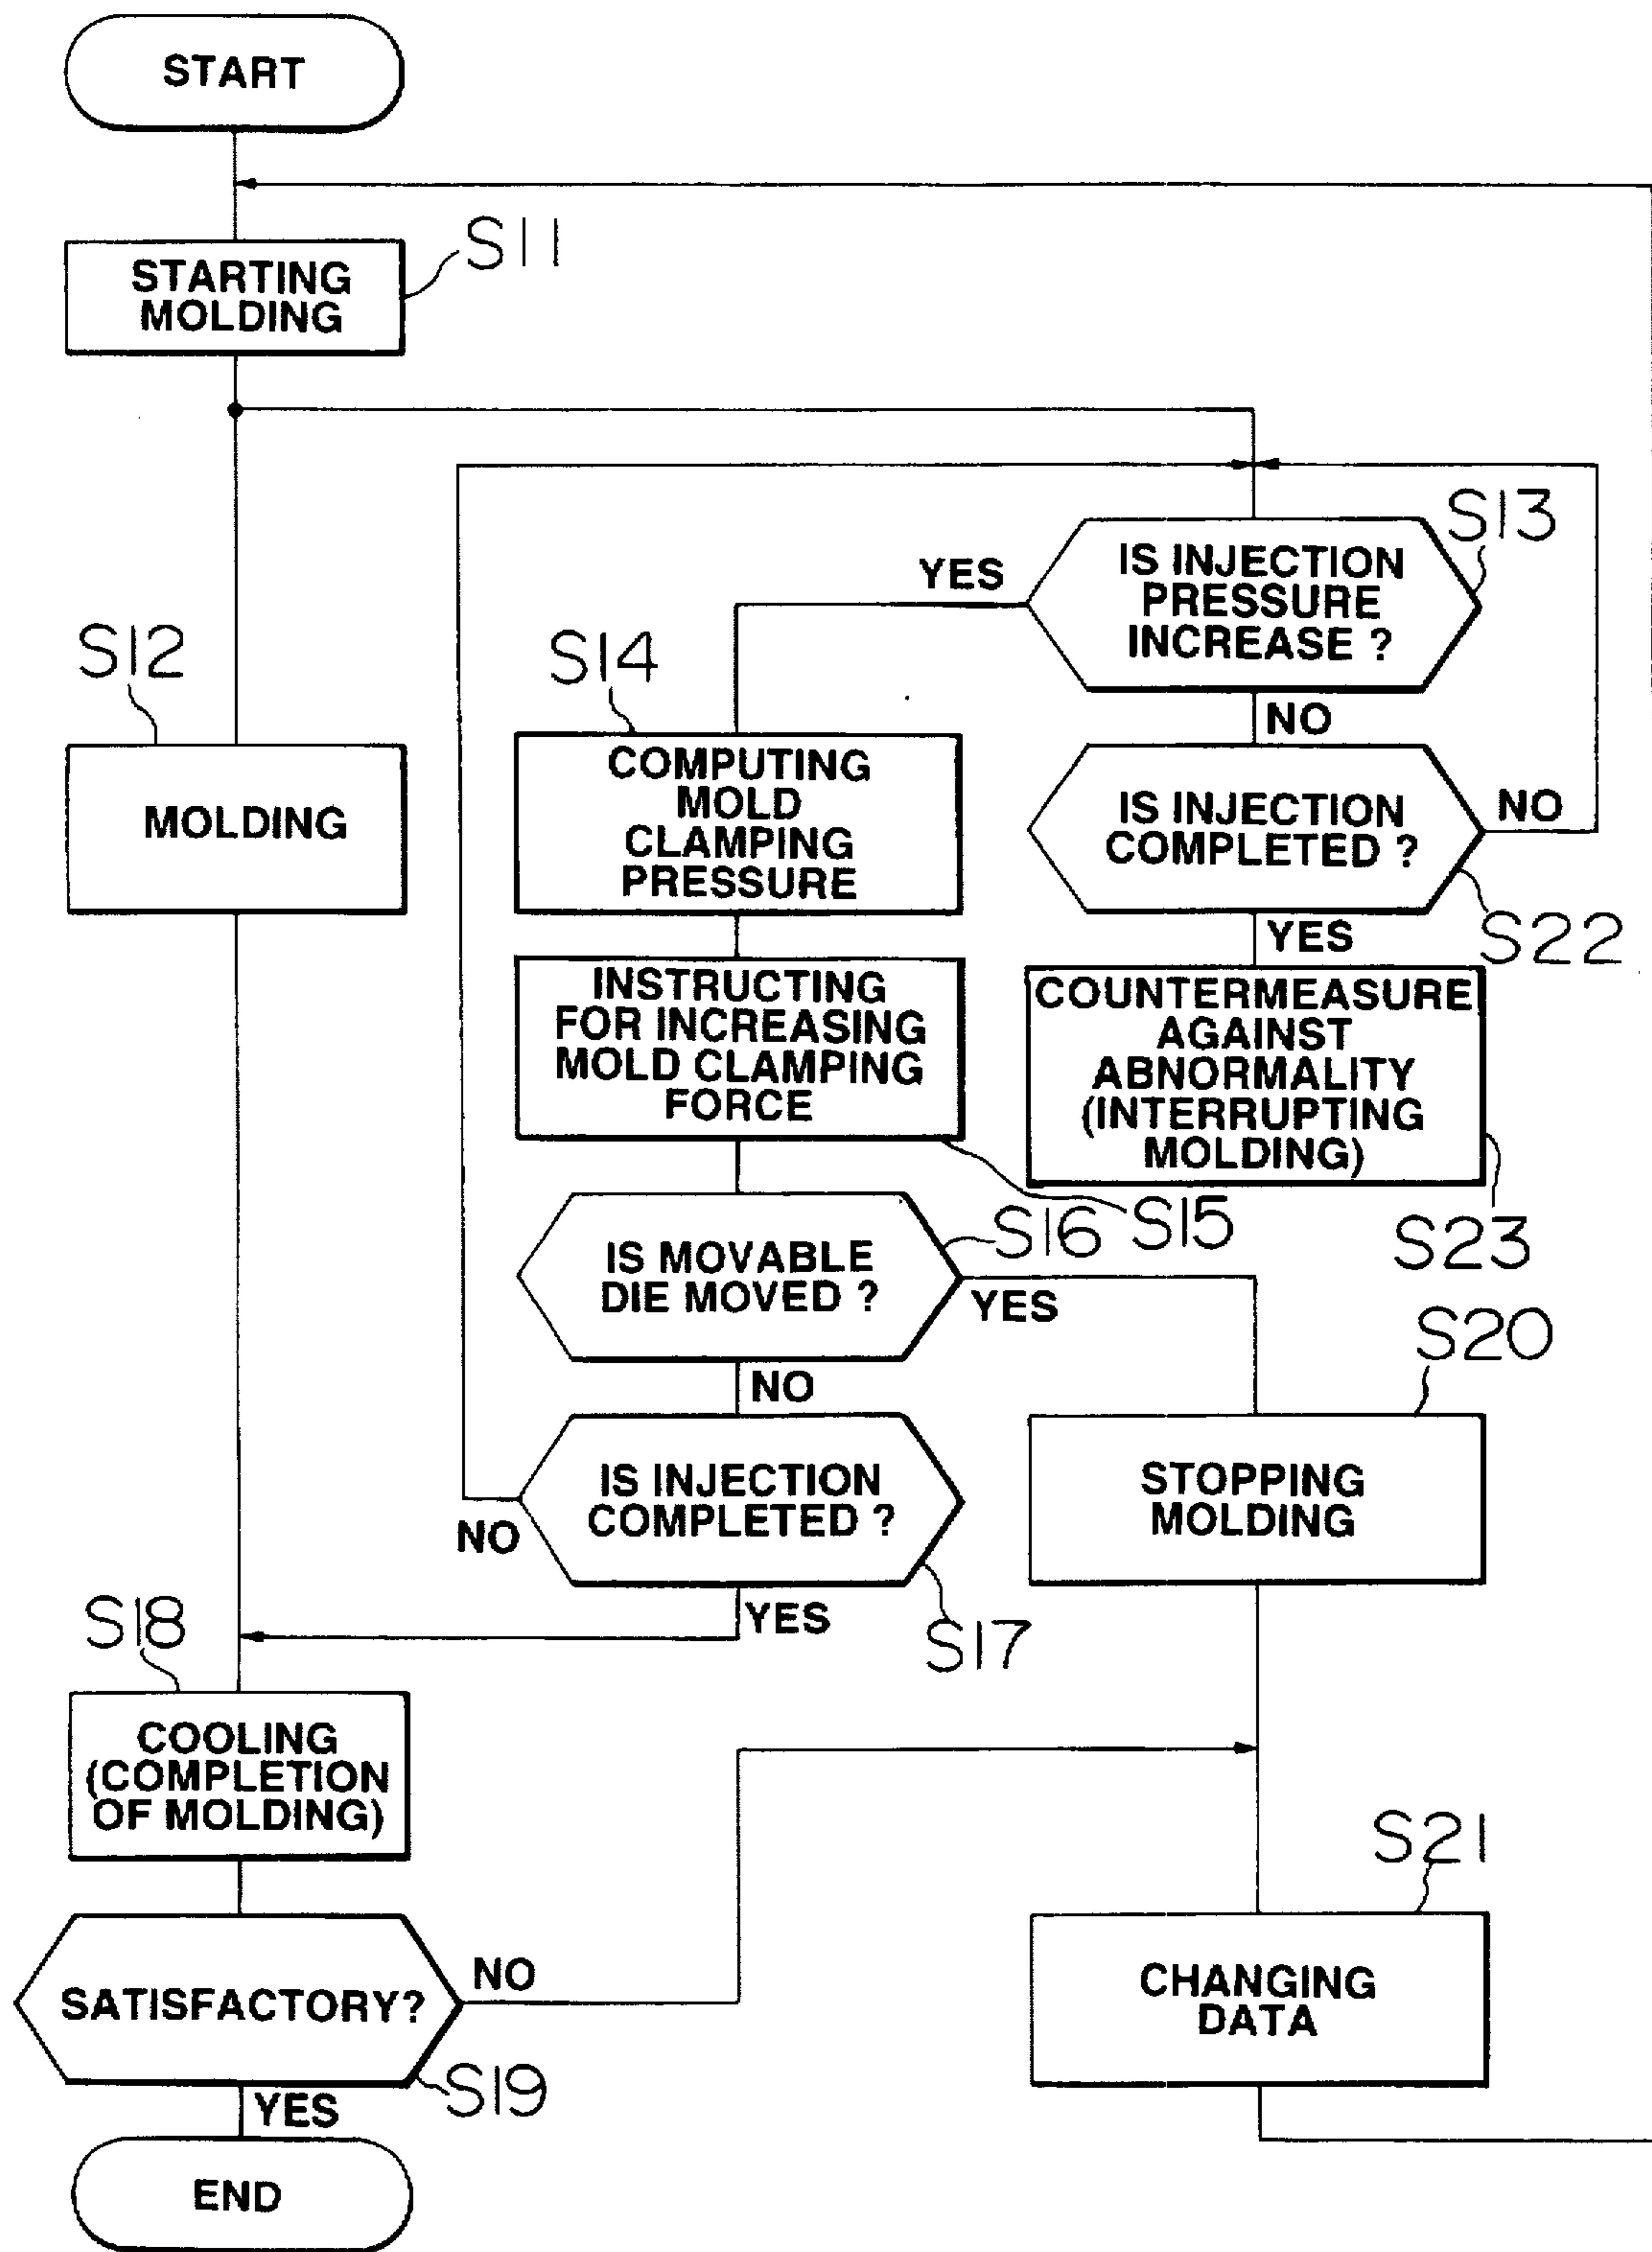 START
S11
STARTING
MOLDING
S13
IS INJECTION
PRESSURE
INCREASE ?
YES
NO
S12
MOLDING
S14
COMPUTING
MOLD
CLAMPING
PRESSURE
IS INJECTION
COMPLETED ?
NO
S22
YES
INSTRUCTING
FOR INCREASING
MOLD CLAMPING
FORCE
S15
COUNTERMEASURE
AGAINST
ABNORMALITY
(INTERRUPTING
MOLDING)
S23
IS MOVABLE
DIE MOVED ?
S16
YES
NO
S20
STOPPING
MOLDING
IS INJECTION
COMPLETED ?
NO
YES
S17
S18
COOLING
(COMPLETION
OF MOLDING)
S21
CHANGING
DATA
SATISFACTORY?
NO
S19
YES
END